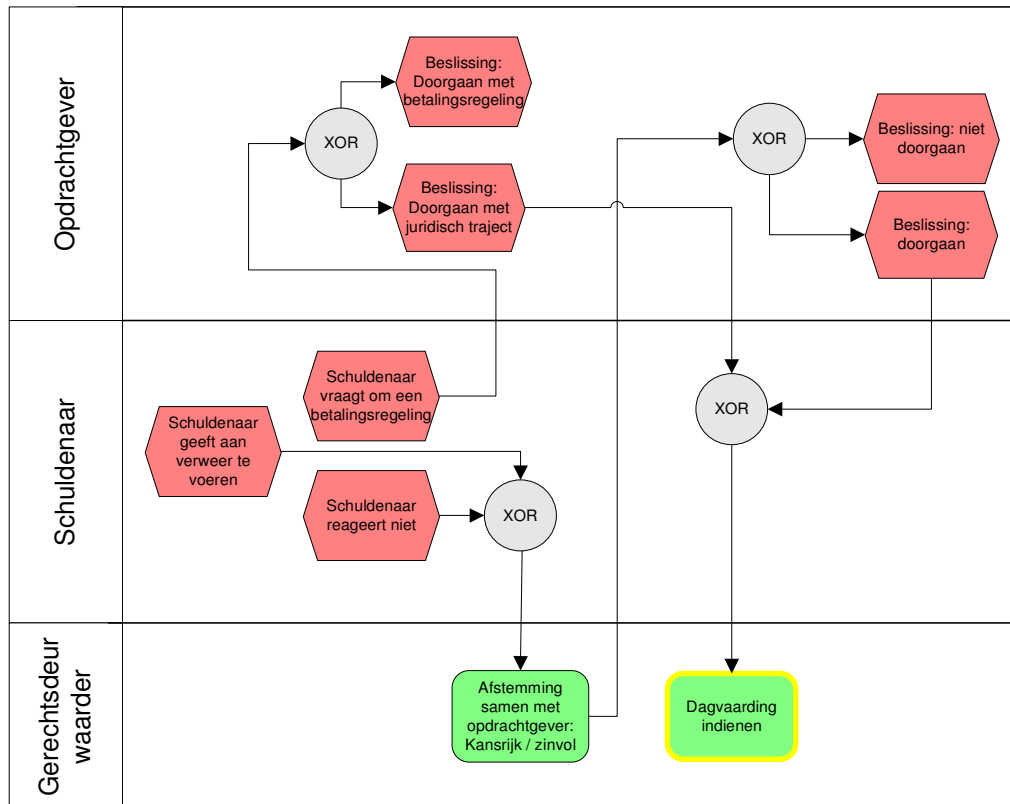 Opdrachtgever
Beslissing:
Doorgaan met
betalingsregeling
XOR
Beslissing:
Doorgaan met
juridisch traject
XOR
Beslissing: niet
doorgaan
Beslissing:
doorgaan
Schuldenaar
Schuldenaar
vraagt om een
betalingsregeling
Schuldenaar
geeft aan
verweer te
voeren
Schuldenaar
reageert niet
XOR
XOR
Gerechtsdeur
waarder
Afstemming
samen met
opdrachtgever:
Kansrijk / zinvol
Dagvaarding
indienen